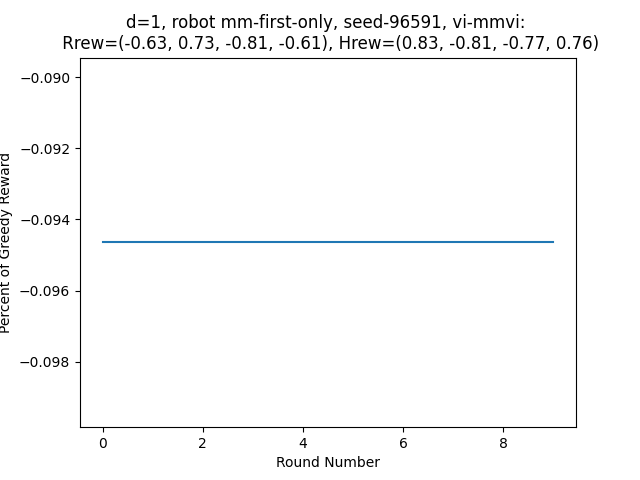 d=1, robot mm-first-only, seed-96591, vi-mmvi:
Rrew=(-0.63, 0.73, -0.81, -0.61), Hrew=(0.83, -0.81, -0.77, 0.76)
−0.090
−0.092
−0.094
−0.096
−0.098
Percent of Greedy Reward
0 2 4 6 8
Round Number